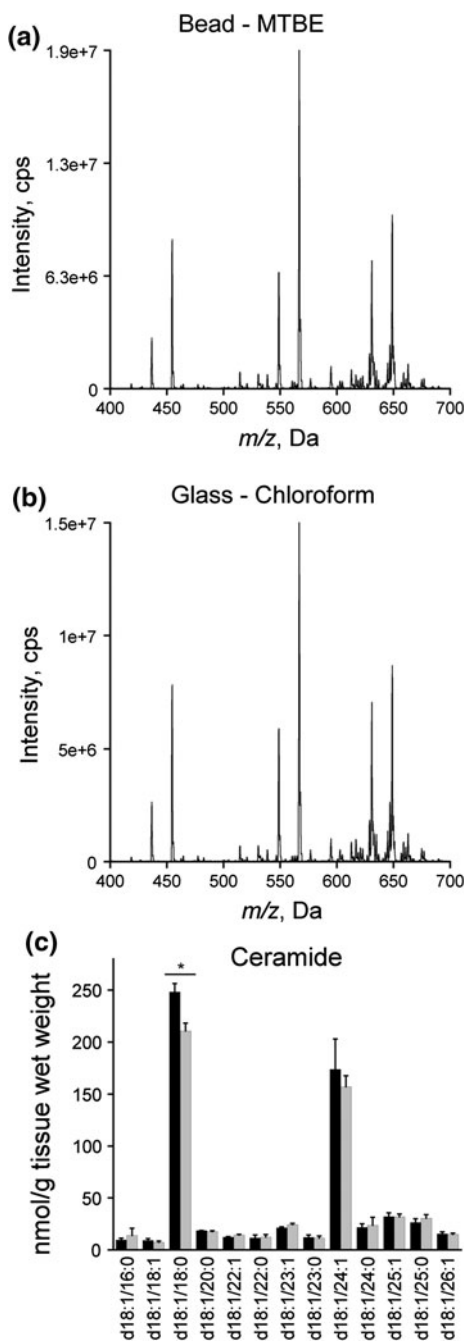 (a)
Bead - MTBE
Intensity, cps
1.9e+7
1.3e+7
6.3e+6
0
400 450 500 550 600 650 700
m/z, Da
(b)
Glass - Chloroform
Intensity, cps
1.5e+7
1e+7
5e+6
0
400 450 500 550 600 650 700
m/z, Da
(c)
Ceramide
nmol/g tissue wet weight
*
250
200
150
100
50
0
d18:1/16:0
d18:1/18:1
d18:1/18:0
d18:1/20:0
d18:1/22:1
d18:1/22:0
d18:1/23:1
d18:1/23:0
d18:1/24:1
d18:1/24:0
d18:1/25:1
d18:1/25:0
d18:1/26:1